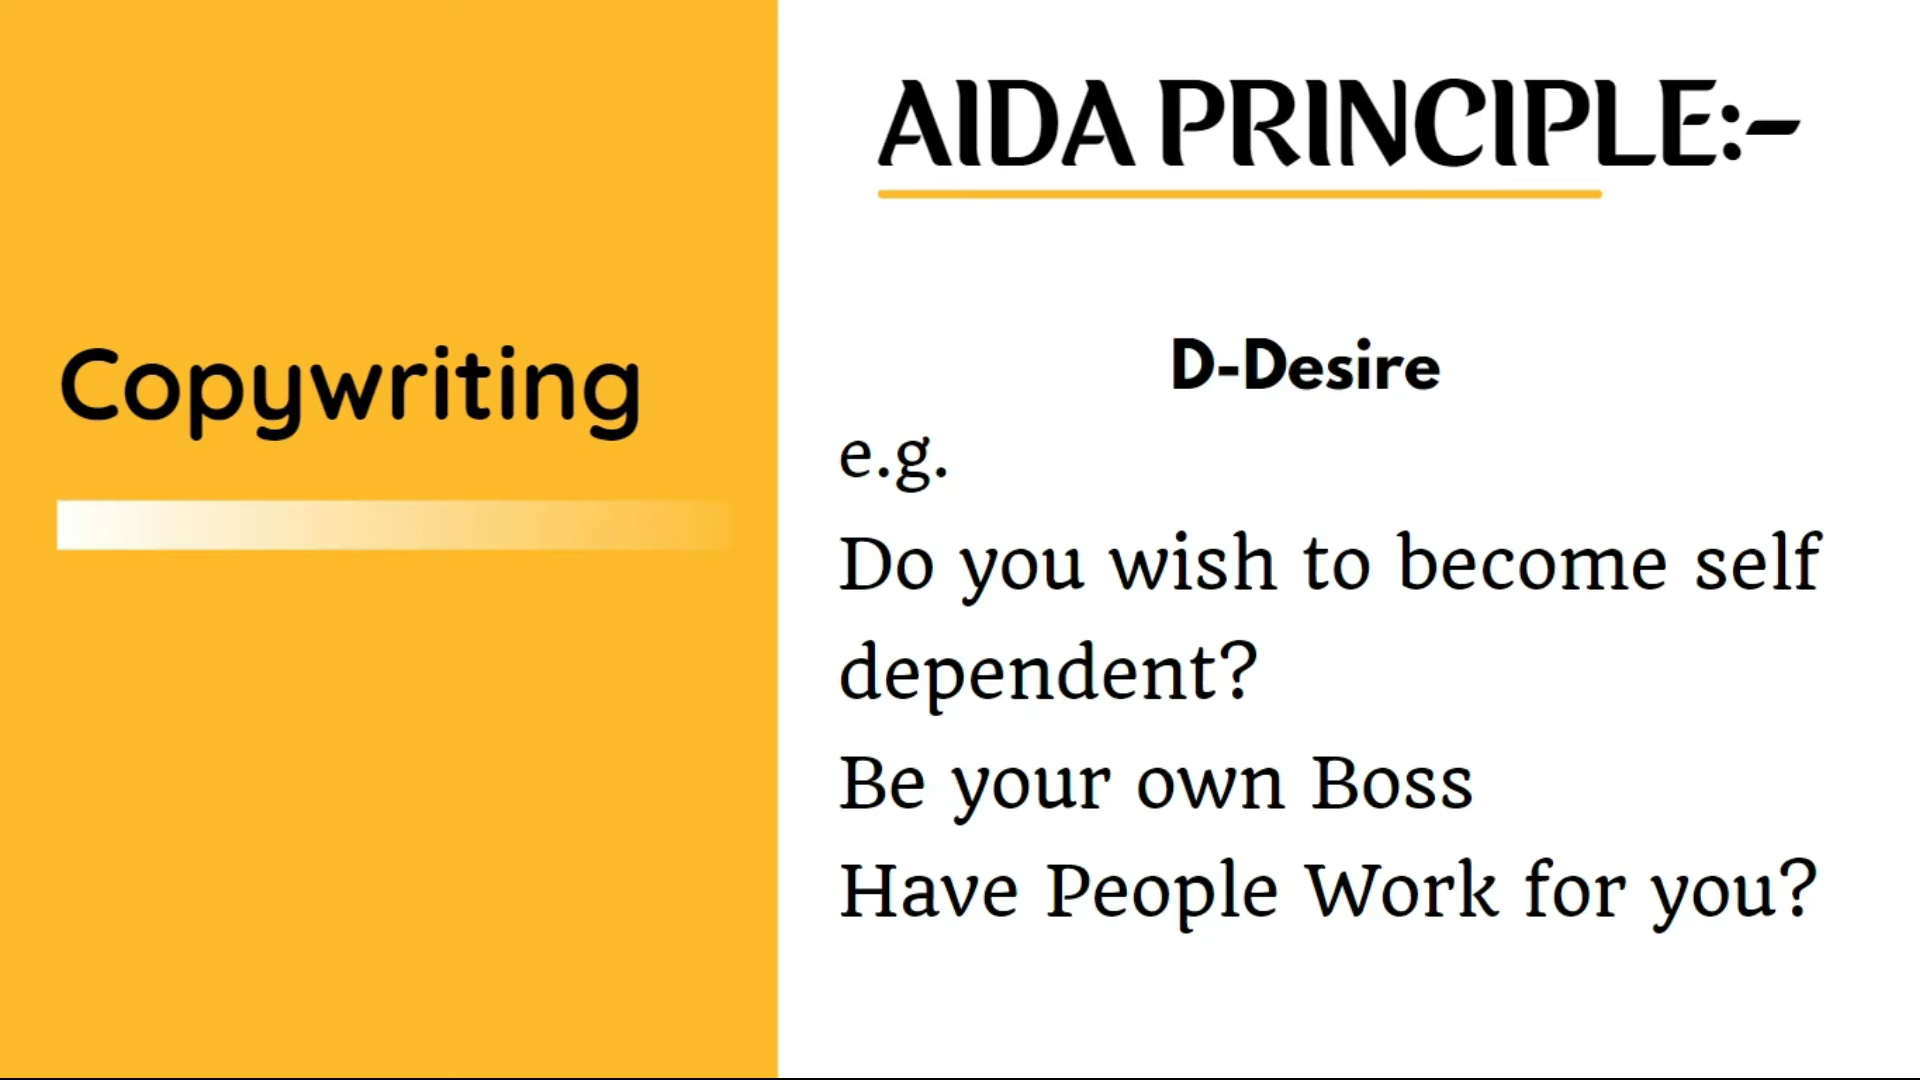 Copywriting
AIDA PRINCIPLE:-
D-Desire
e.g.
Do you wish to become self
dependent?
Be your own Boss
Have People Work for you?